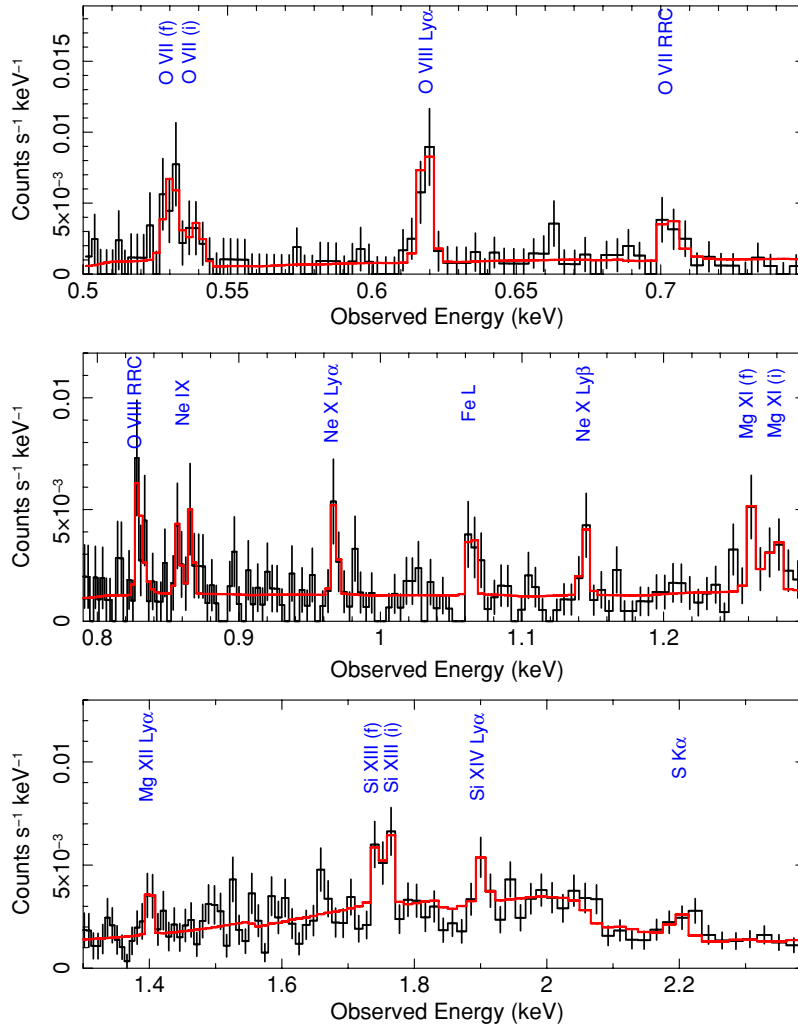 O VII (f)
O VII (i)
O VIII Lyα
O VII RRC
Counts s⁻¹ keV⁻¹
0.015
0.01
5×10⁻³
0
0.5
0.55
0.6
0.65
0.7
Observed Energy (keV)
O VIII RRC
Ne IX
Ne X Lyα
Fe L
Ne X Lyβ
Mg XI (f)
Mg XI (i)
Counts s⁻¹ keV⁻¹
0.01
5×10⁻³
0
0.8
0.9
1
1.1
1.2
Observed Energy (keV)
Mg XII Lyα
Si XIII (f)
Si XIII (i)
Si XIV Lyα
S Kα
Counts s⁻¹ keV⁻¹
0.01
5×10⁻³
0
1.4
1.6
1.8
2
2.2
Observed Energy (keV)